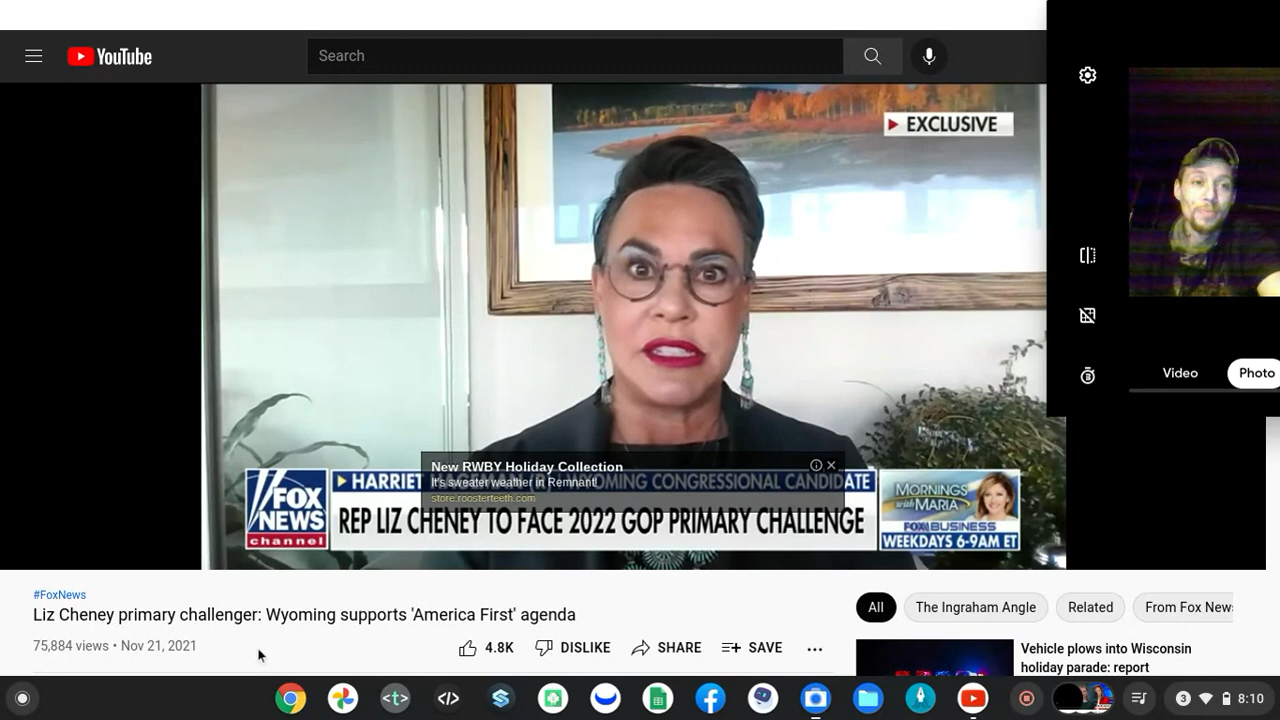 YouTube
Search
EXCLUSIVE
Video
Photo
New RWBY Holiday Collection
It's sweater weather in Remnant!
store.roosterteeth.com
HARRIET HAGEMAN (R) WYOMING CONGRESSIONAL CANDIDATE
REP LIZ CHENEY TO FACE 2022 GOP PRIMARY CHALLENGE
FOX
NEWS
channel
MORNINGS
with MARIA
FOX BUSINESS
WEEKDAYS 6-9AM ET
#FoxNews
Liz Cheney primary challenger: Wyoming supports 'America First' agenda
75,884 views • Nov 21, 2021
4.8K
DISLIKE
SHARE
SAVE
All
The Ingraham Angle
Related
From Fox News
Vehicle plows into Wisconsin
holiday parade: report
<t>
</>
3
8:10